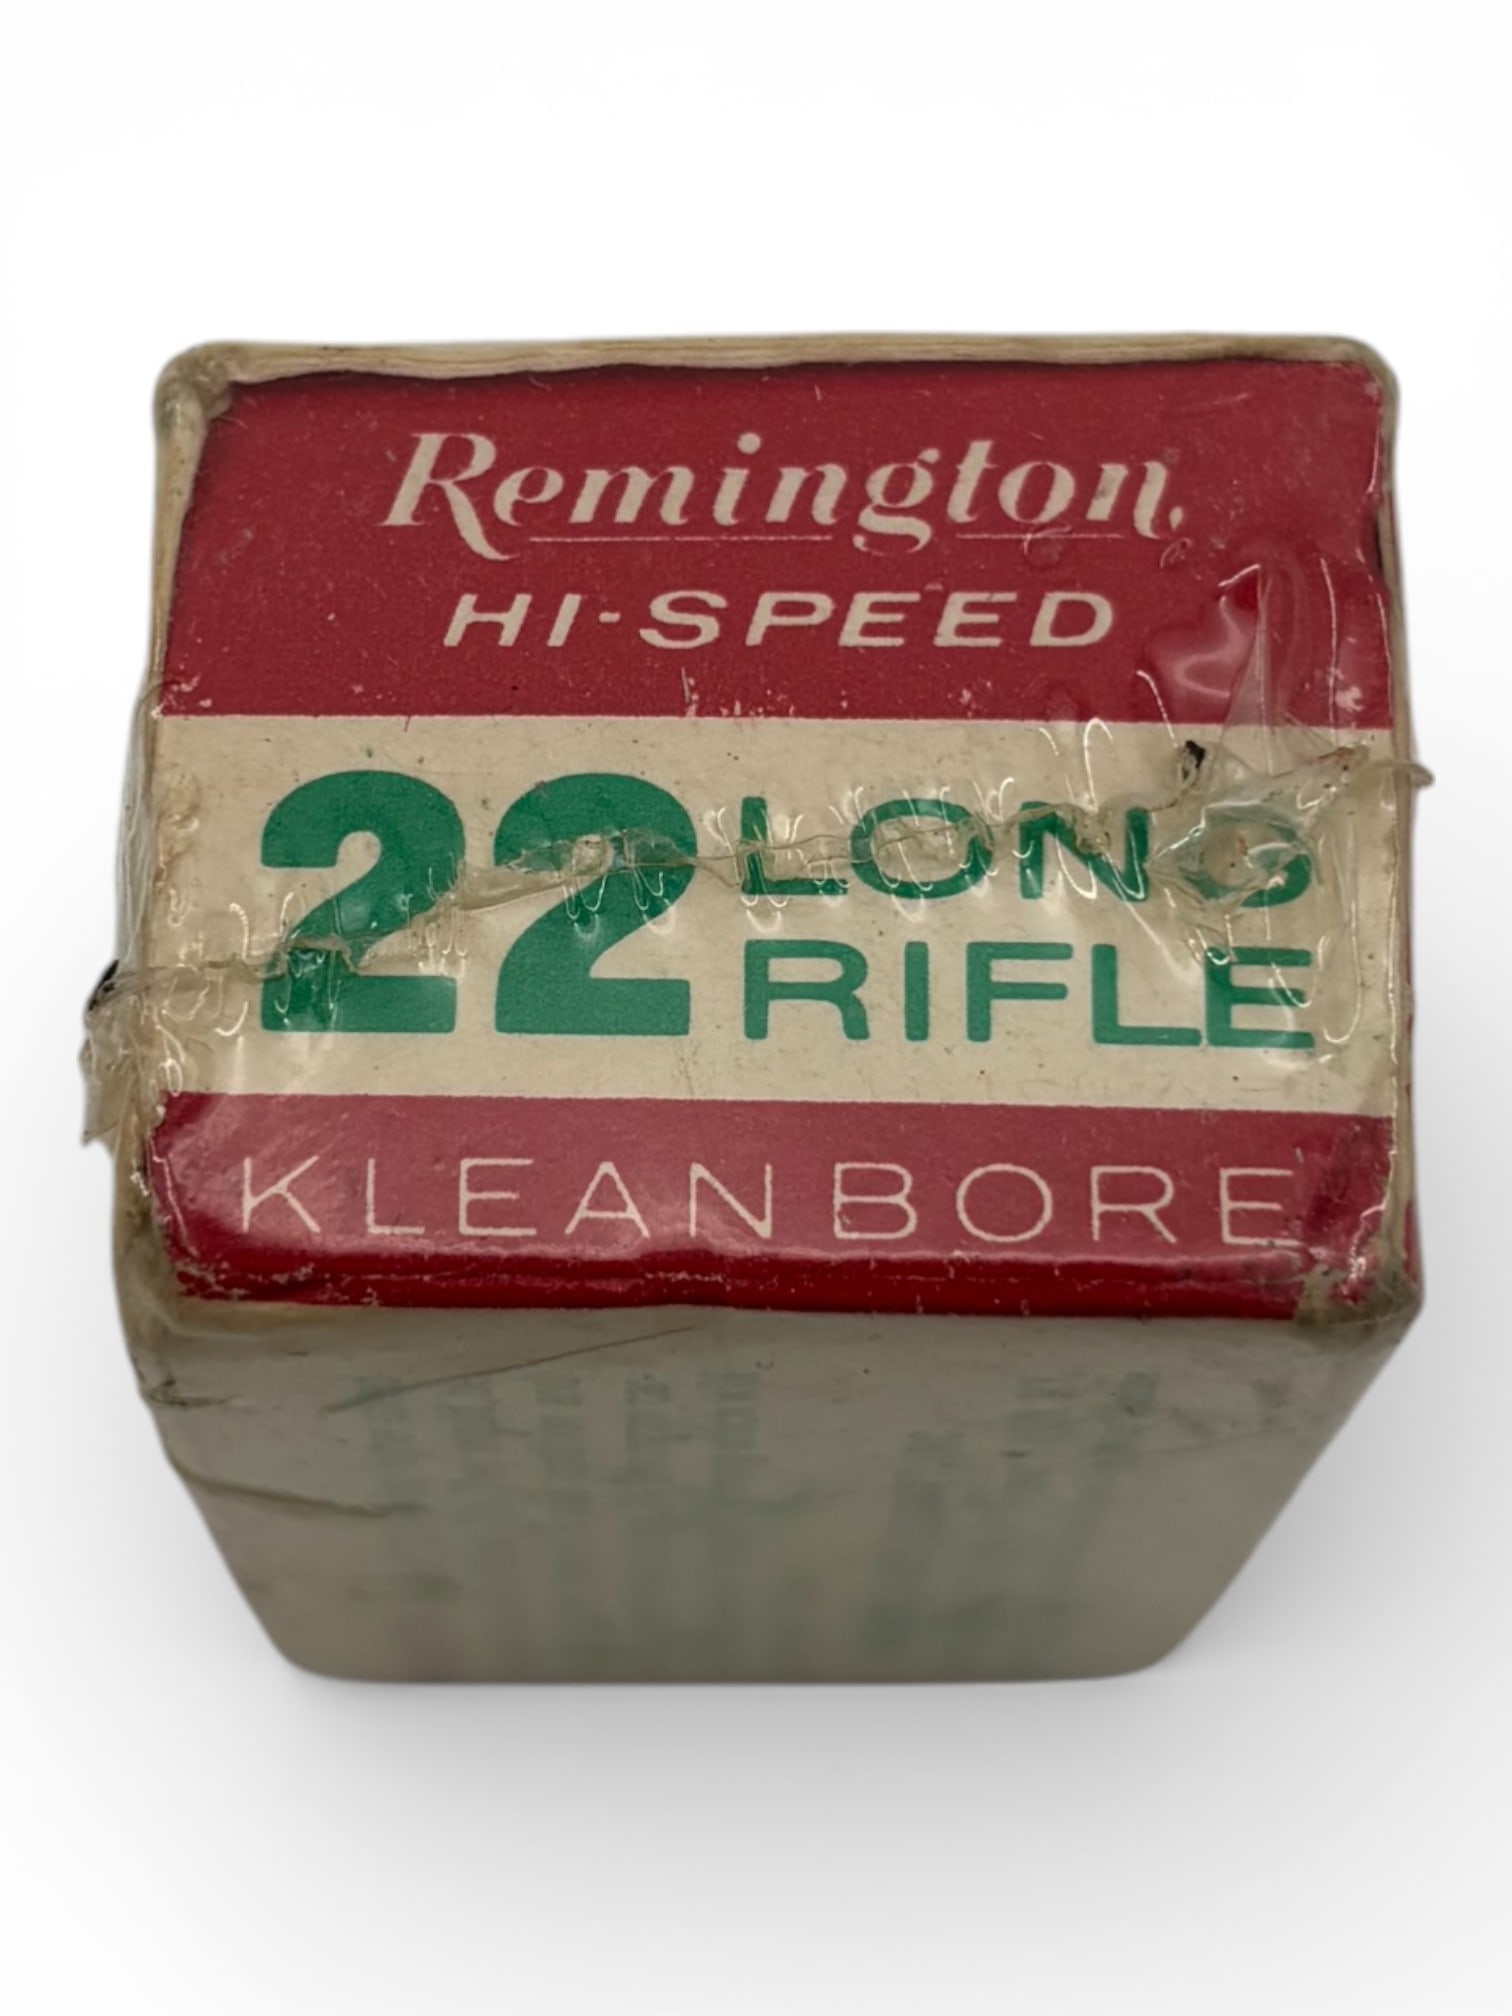 Remington.
HI-SPEED
22 LONG
RIFLE
KLEANBORE